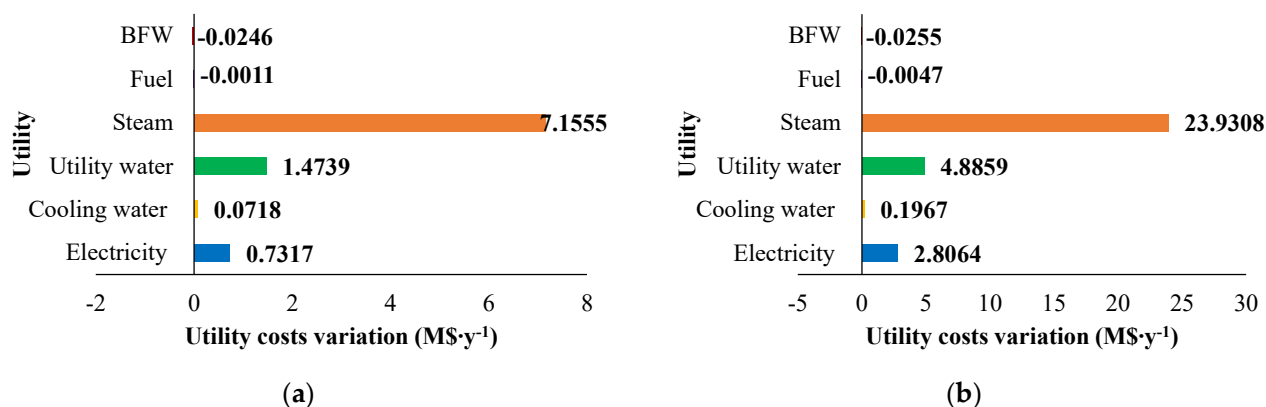 Utility
BFW
-0.0246
Fuel
-0.0011
Steam
7.1555
Utility water
1.4739
Cooling water
0.0718
Electricity
0.7317
-2 0 2 4 6 8
Utility costs variation (M$·y⁻¹)
(a)
Utility
BFW
-0.0255
Fuel
-0.0047
Steam
23.9308
Utility water
4.8859
Cooling water
0.1967
Electricity
2.8064
-5 0 5 10 15 20 25 30
Utility costs variation (M$·y⁻¹)
(b)